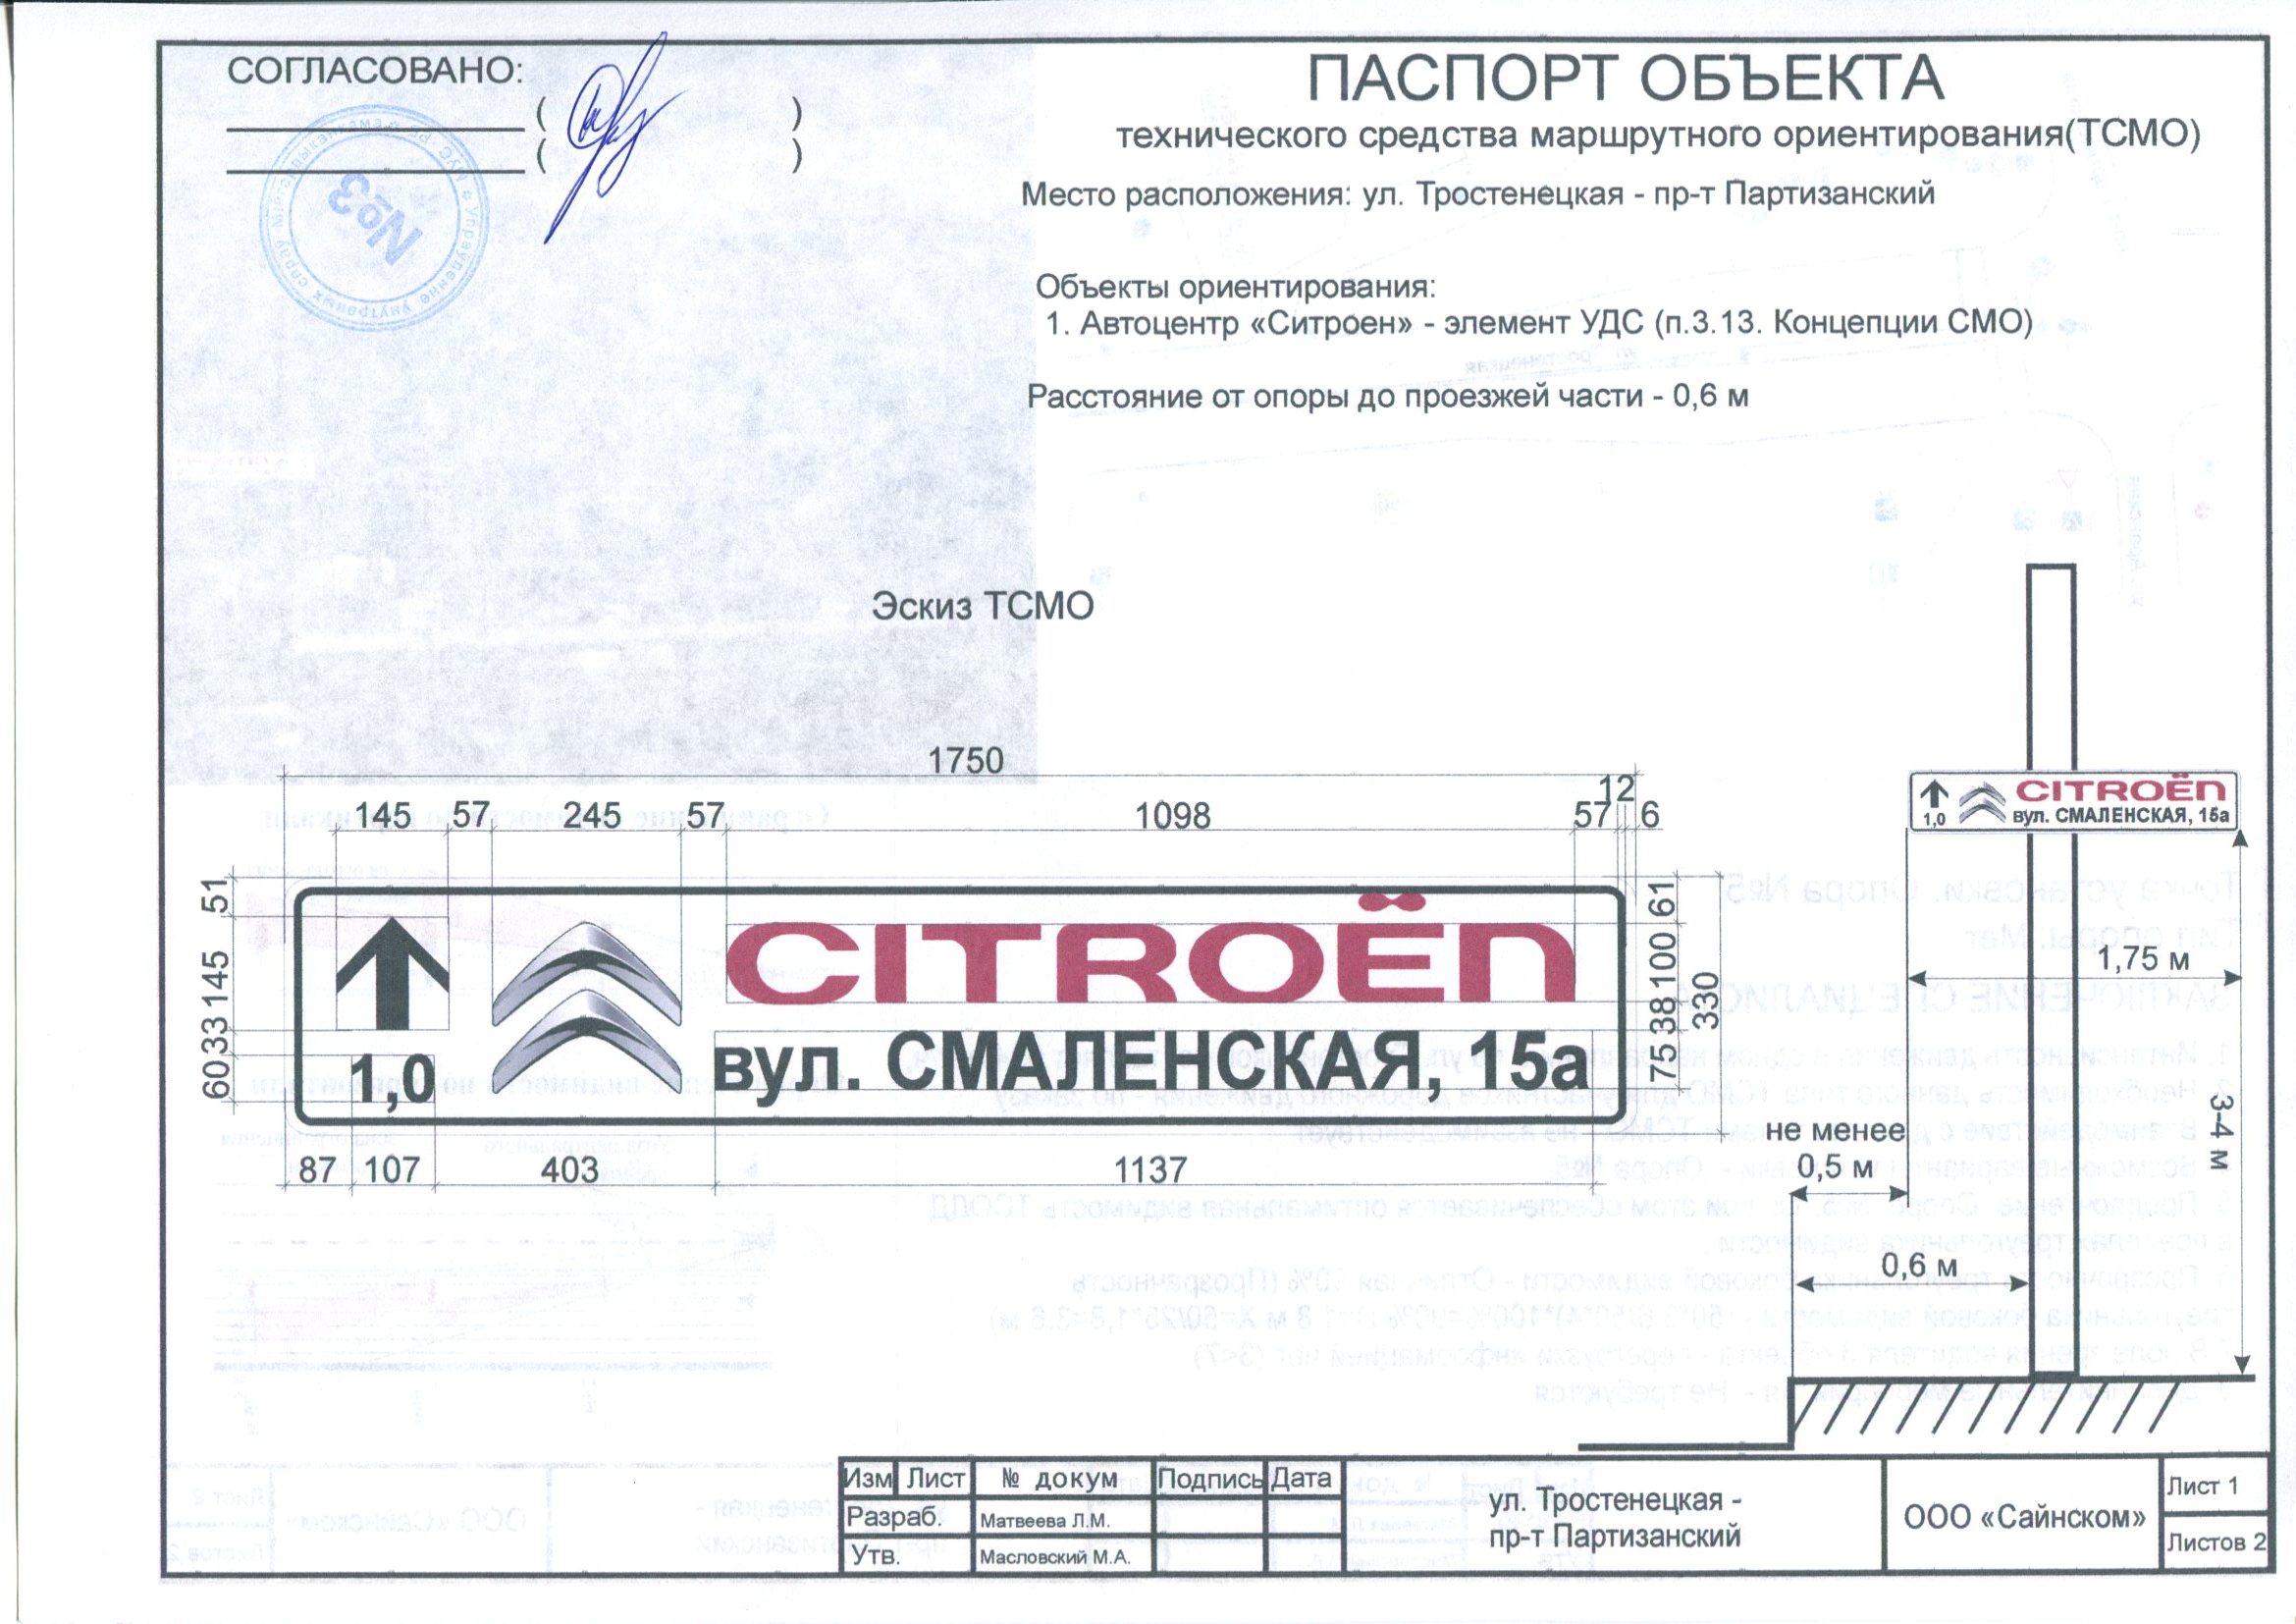 СОГЛАСОВАНО:
( )
( )
№3
ПАСПОРТ ОБЪЕКТА
технического средства маршрутного ориентирования(ТСМО)
Место расположения: ул. Тростенецкая - пр-т Партизанский
Объекты ориентирования:
1. Автоцентр «Ситроен» - элемент УДС (п.3.13. Концепции СМО)
Расстояние от опоры до проезжей части - 0,6 м
Эскиз ТСМО
1750
145 57 245 57 1098 57 12 6
51
145
33
60
CITROËN
1,0
вул. СМАЛЕНСКАЯ, 15а
61
100
38
75
330
87 107 403 1137
CITROËN
1,0 вул. СМАЛЕНСКАЯ, 15а
1,75 м
3-4 м
не менее
0,5 м
0,6 м
Изм Лист № докум Подпись Дата
Разраб. Матвеева Л.М.
Утв. Масловский М.А.
ул. Тростенецкая -
пр-т Партизанский
ООО «Сайнском»
Лист 1
Листов 2